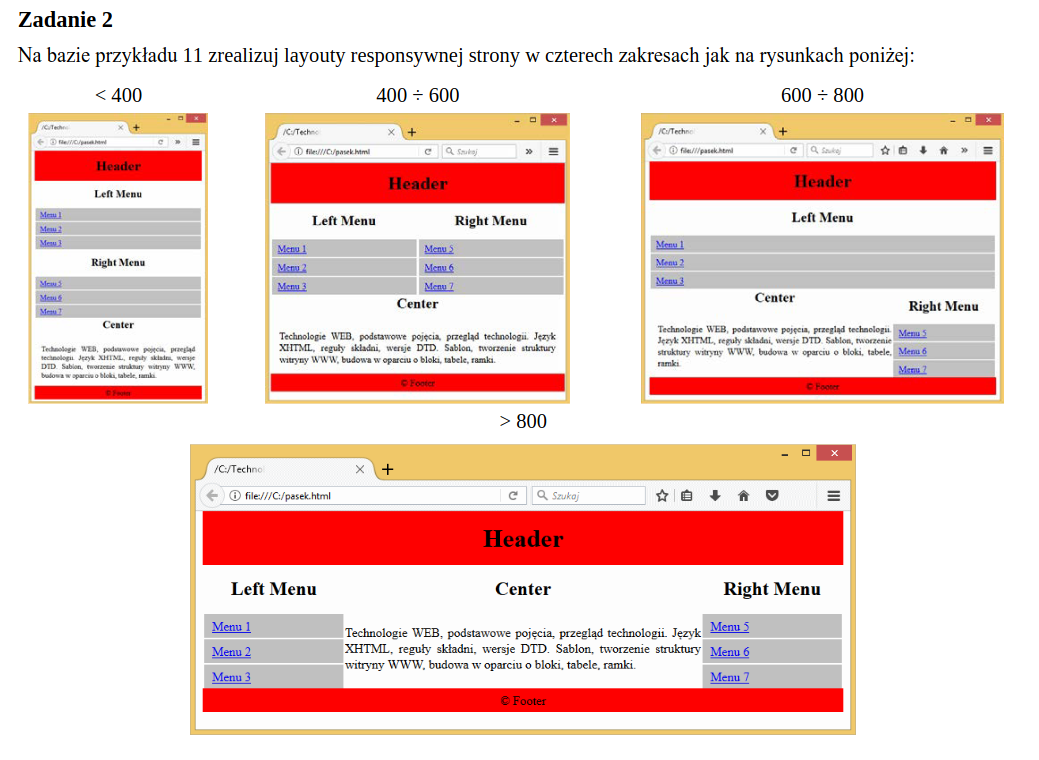 Zadanie 2
Na bazie przykładu 11 zrealizuj layouty responsywnej strony w czterech zakresach jak na rysunkach poniżej:
< 400
400 ÷ 600
600 ÷ 800
/C:/Techno
file:///C:/pasek.html
Header
Left Menu
Menu 1
Menu 2
Menu 3
Right Menu
Menu 5
Menu 6
Menu 7
Center
Technologie WEB, podstawowe pojęcia, przegląd
technologii. Język XHTML, reguły składni, wersje
DTD. Sablon, tworzenie struktury witryny WWW,
budowa w oparciu o bloki, tabele, ramki.
© Footer
/C:/Techno
file:///C:/pasek.html
Szukaj
Header
Left Menu Right Menu
Menu 1 Menu 5
Menu 2 Menu 6
Menu 3 Menu 7
Center
Technologie WEB, podstawowe pojęcia, przegląd technologii. Język
XHTML, reguły składni, wersje DTD. Sablon, tworzenie struktury
witryny WWW, budowa w oparciu o bloki, tabele, ramki.
© Footer
/C:/Techno
file:///C:/pasek.html
Szukaj
Header
Left Menu
Menu 1
Menu 2
Menu 3
Center
Technologie WEB, podstawowe pojęcia, przegląd technologii.
Język XHTML, reguły składni, wersje DTD. Sablon, tworzenie
struktury witryny WWW, budowa w oparciu o bloki, tabele,
ramki.
Right Menu
Menu 5
Menu 6
Menu 7
© Footer
> 800
/C:/Techno
file:///C:/pasek.html
Szukaj
Header
Left Menu
Menu 1
Menu 2
Menu 3
Center
Technologie WEB, podstawowe pojęcia, przegląd technologii. Język
XHTML, reguły składni, wersje DTD. Sablon, tworzenie struktury
witryny WWW, budowa w oparciu o bloki, tabele, ramki.
Right Menu
Menu 5
Menu 6
Menu 7
© Footer